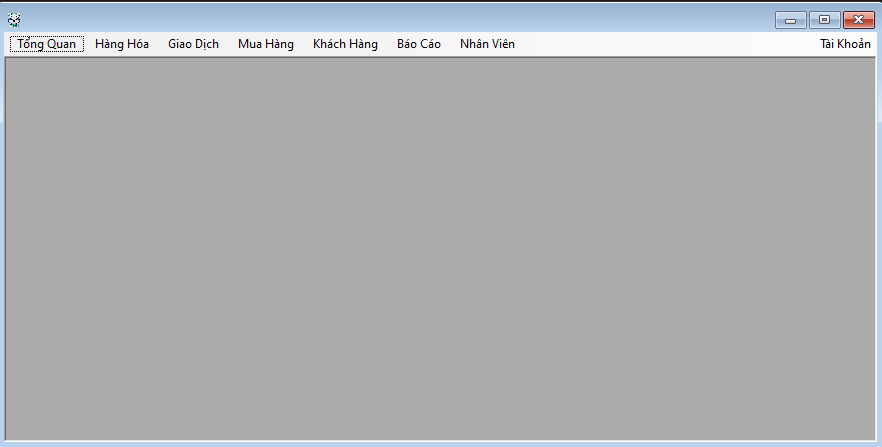 Tổng Quan Hàng Hóa Giao Dịch Mua Hàng Khách Hàng Báo Cáo Nhân Viên Tài Khoản